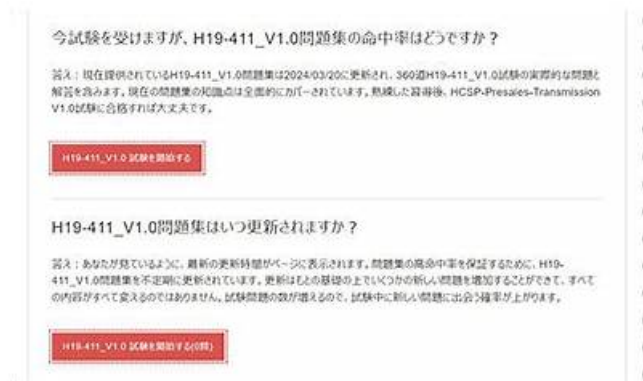 今試験を受けますが、H19-411_V1.0問題集の命中率はどうですか？
答え：現在提供されているH19-411_V1.0問題集は2024/03/20に更新され、360道H19-411_V1.0試験の実際的な問題と
解答を含みます。現在の問題集の知識点は全面的にカバーされています。熟練した習得後、HCSP-Presales-Transmission
V1.0試験に合格すれば大丈夫です。
H19-411_V1.0 試験を開始する
H19-411_V1.0問題集はいつ更新されますか？
答え：あなたが見ているように、最新の更新時間がページに表示されます。問題集の高命中率を保証するために、H19-
411_V1.0問題集を不定期に更新されています。更新はもとの基礎の上でいくつかの新しい問題を増加することができて、すべて
の内容がすべて変えるのではありません。試験問題の数が増えるので、試験中に新しい問題に出会う確率が上がります。
H19-411_V1.0 試験を開始する(0問)